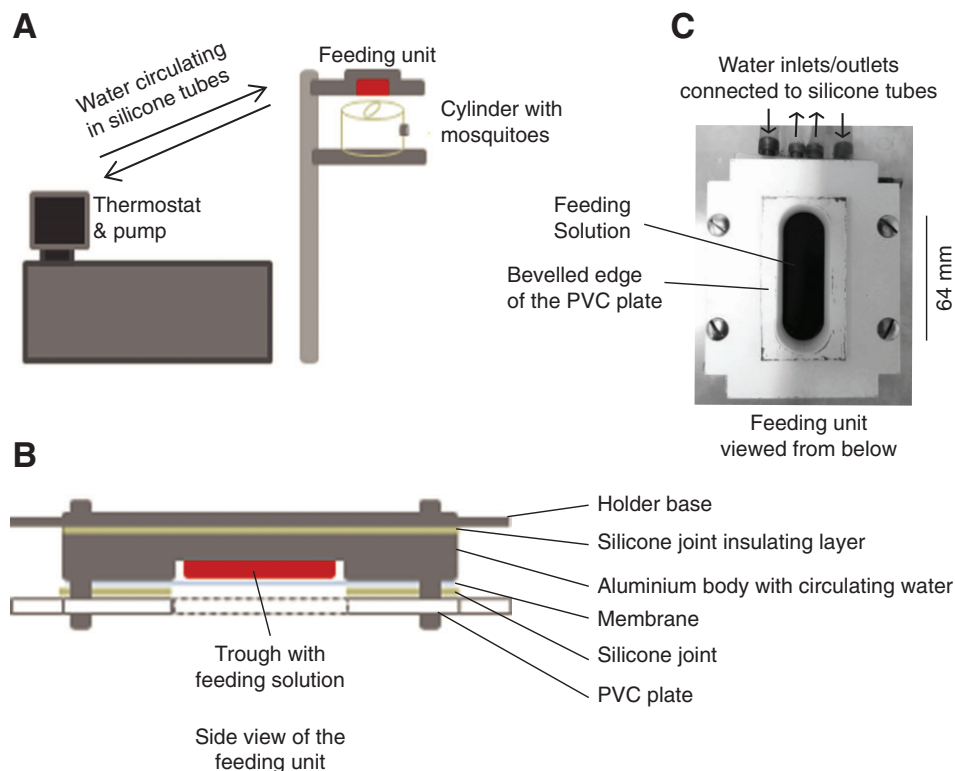 A
Water circulating
in silicone tubes
Feeding unit
Cylinder with
mosquitoes
Thermostat
& pump
C
Water inlets/outlets
connected to silicone tubes
Feeding
Solution
Bevelled edge
of the PVC plate
64 mm
Feeding unit
viewed from below
B
Holder base
Silicone joint insulating layer
Aluminium body with circulating water
Membrane
Silicone joint
PVC plate
Trough with
feeding solution
Side view of the
feeding unit